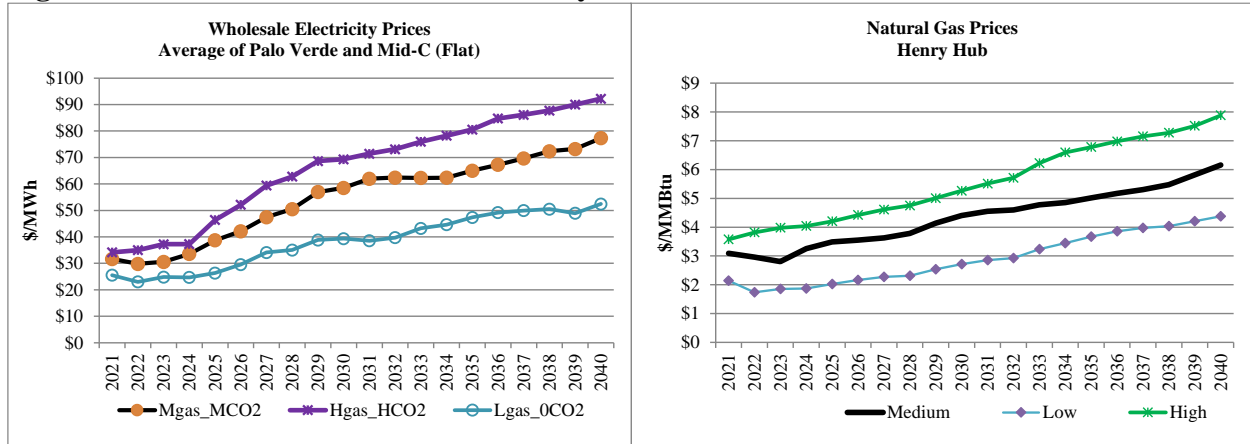 Wholesale Electricity Prices
Average of Palo Verde and Mid-C (Flat)
$/MWh
$100
$90
$80
$70
$60
$50
$40
$30
$20
$10
$0
2021 2022 2023 2024 2025 2026 2027 2028 2029 2030 2031 2032 2033 2034 2035 2036 2037 2038 2039 2040
Mgas_MCO2 Hgas_HCO2 Lgas_0CO2
Natural Gas Prices
Henry Hub
$/MMBtu
$9
$8
$7
$6
$5
$4
$3
$2
$1
$0
2021 2022 2023 2024 2025 2026 2027 2028 2029 2030 2031 2032 2033 2034 2035 2036 2037 2038 2039 2040
Medium Low High